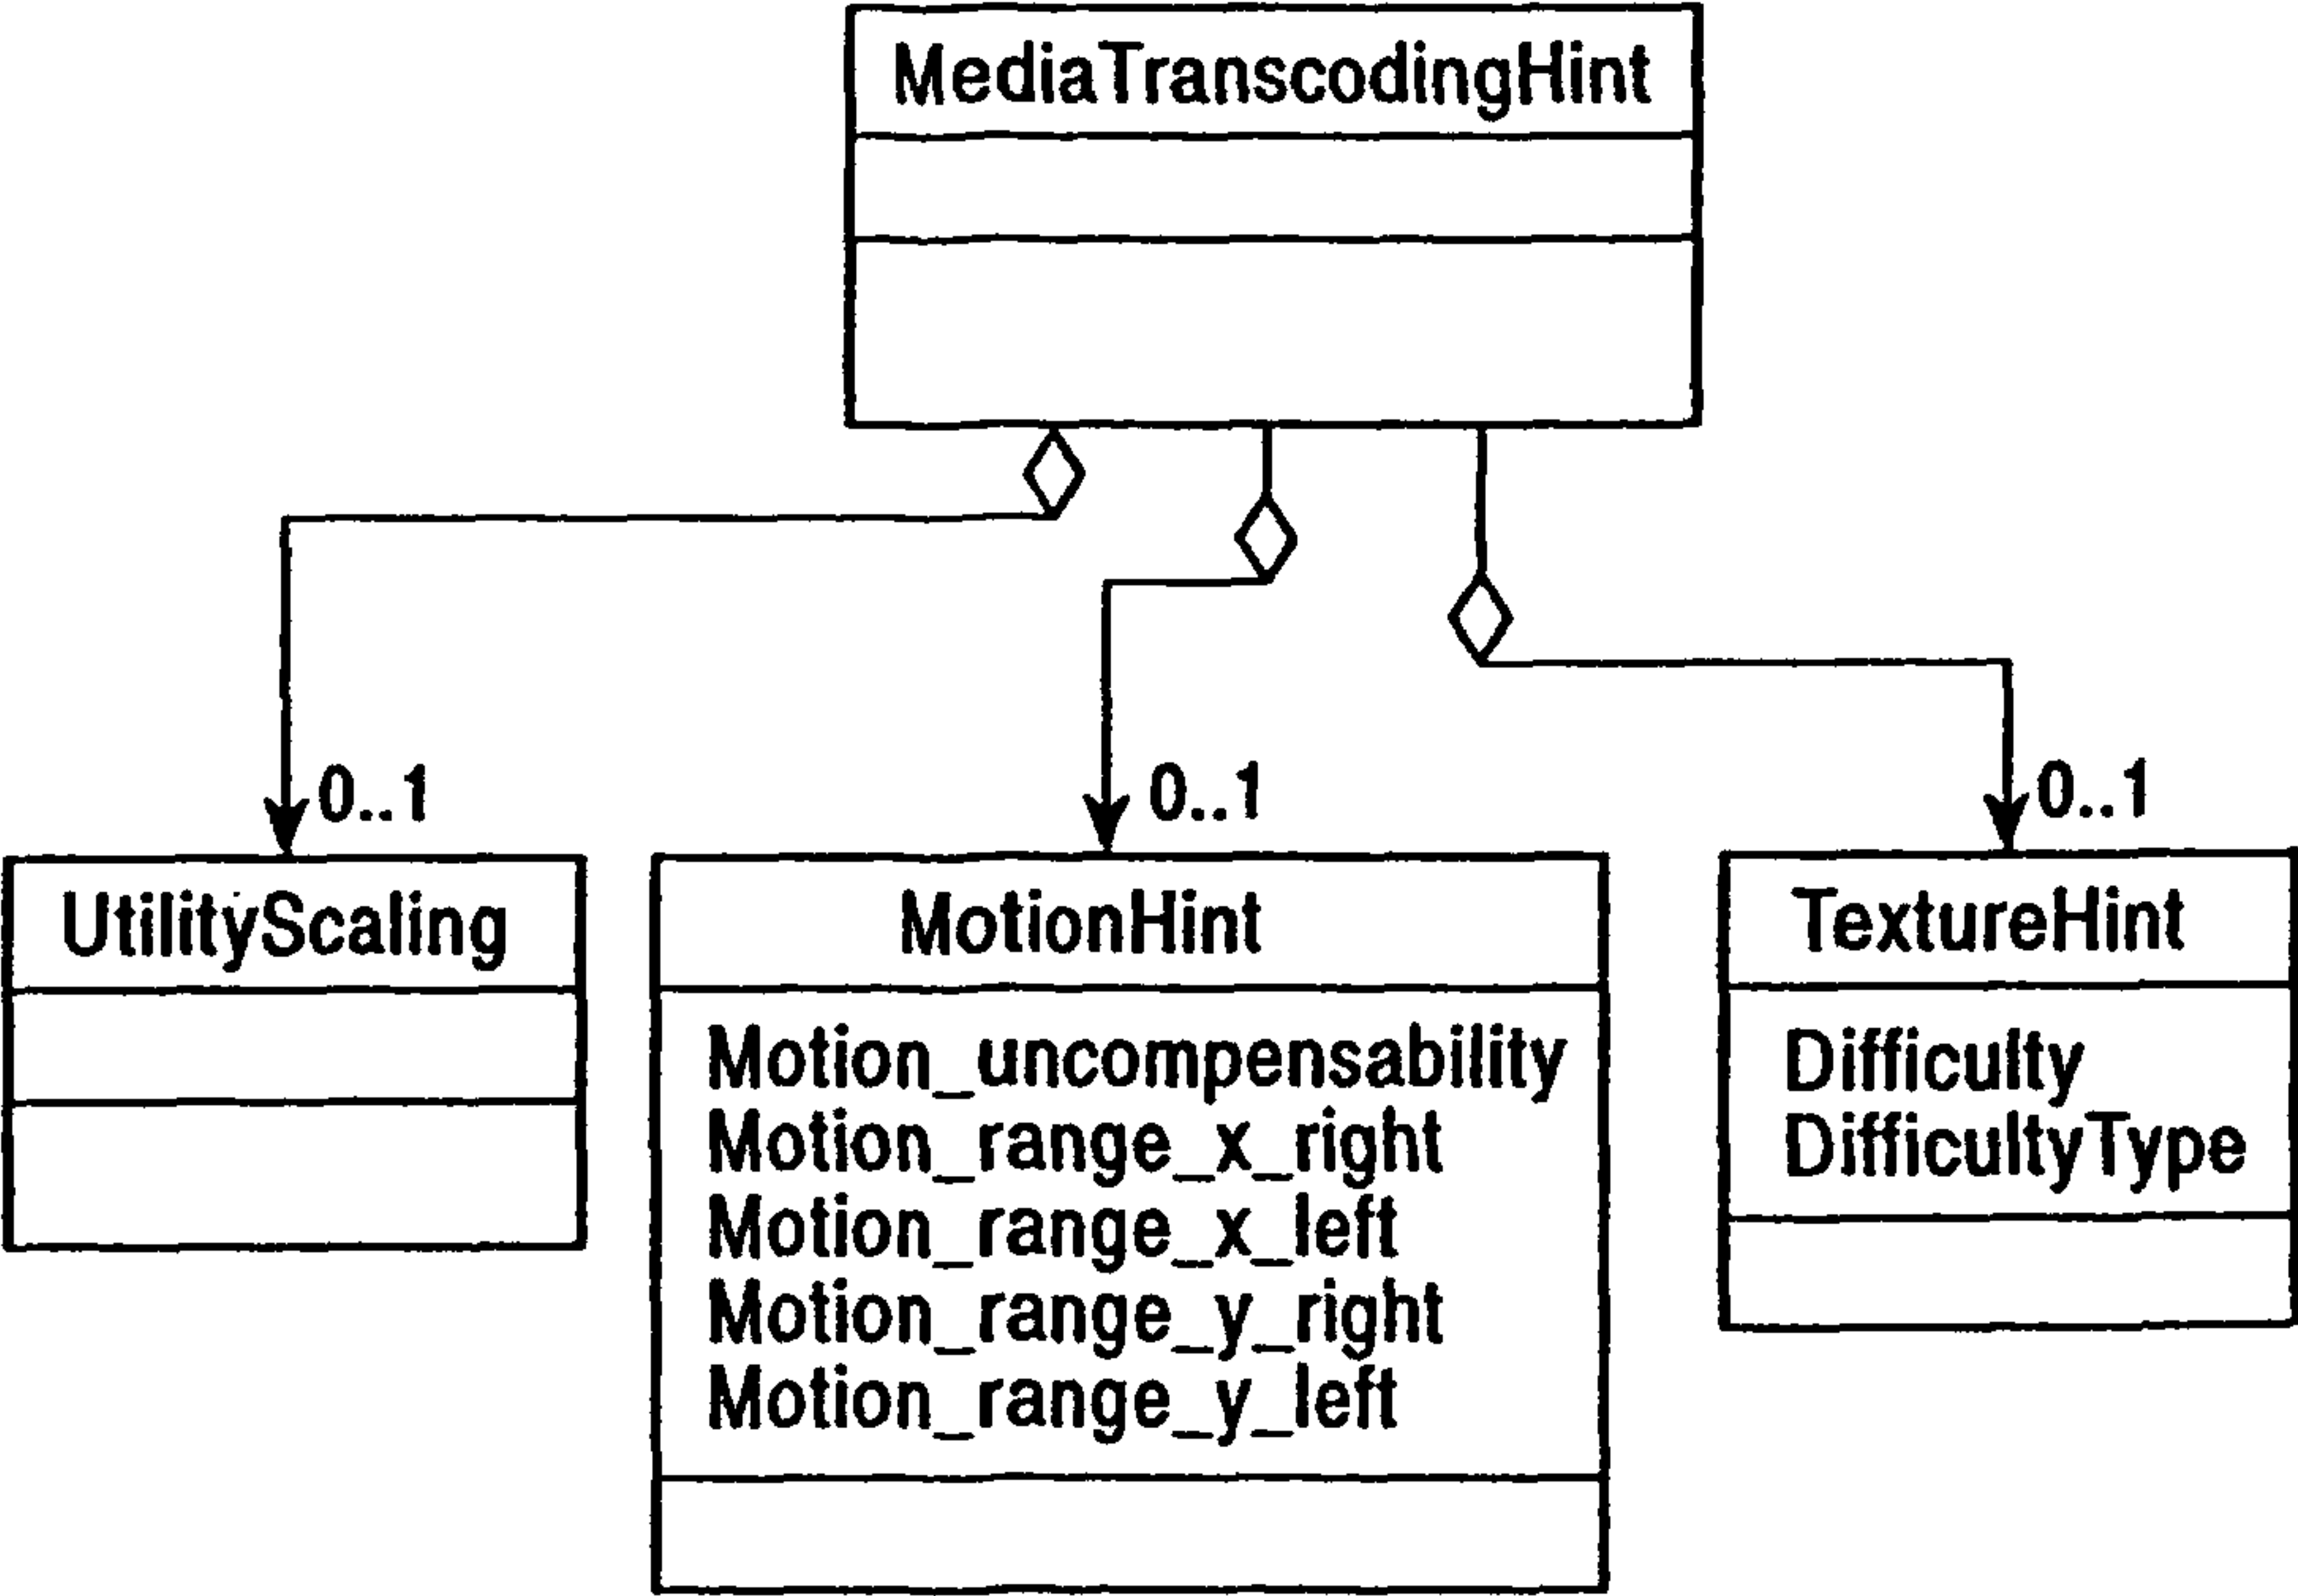 MediaTranscodingHint
0..1
0..1
0..1
UtilityScaling
MotionHint
Motion_uncompensability
Motion_range_x_right
Motion_range_x_left
Motion_range_y_right
Motion_range_y_left
TextureHint
Difficulty
DifficultyType